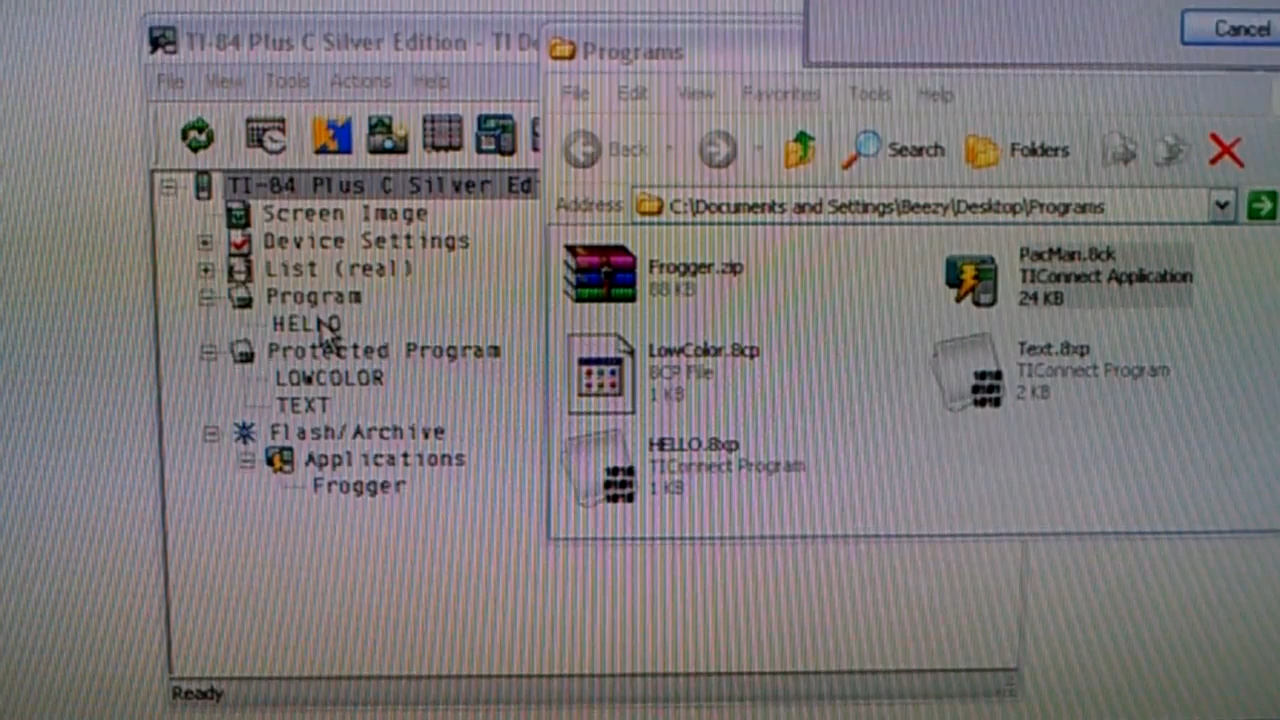 TI-84 Plus C Silver Edition - TI De
File View Tools Actions Help
TI-84 Plus C Silver Ed
Screen Image
Device Settings
List (real)
Program
HELLO
Protected Program
LOWCOLOR
TEXT
Flash/Archive
Applications
Frogger
Ready
Cancel
Programs
File Edit View Favorites Tools Help
Back Search Folders
Address C:\Documents and Settings\Beezy\Desktop\Programs
Frogger.zip
88 KB
PacMan.8ck
TIConnect Application
24 KB
LowColor.8cp
8CP File
1 KB
Text.8xp
TIConnect Program
2 KB
HELLO.8xp
TIConnect Program
1 KB